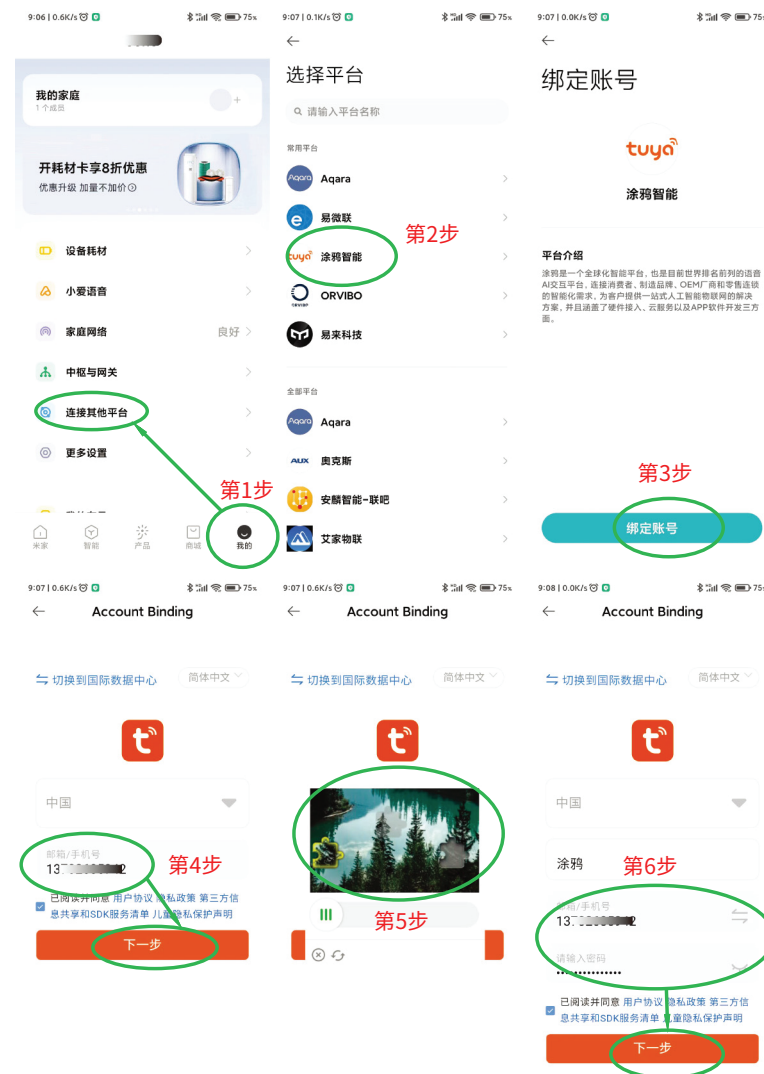 9:06 | 0.6K/s
75%
我的家庭
1个成员
开耗材卡享8折优惠
优惠升级 加量不加价
设备耗材
小爱语音
家庭网络
良好
中枢与网关
连接其他平台
更多设置
第1步
米家
智能
产品
商城
我的
9:07 | 0.1K/s
75%
选择平台
请输入平台名称
常用平台
Aqara
Aqara
易微联
第2步
tuya
涂鸦智能
ORVIBO
ORVIBO
易来科技
全部平台
Aqara
Aqara
AUX
奥克斯
安麟智能-联吧
艾家物联
9:07 | 0.0K/s
75%
绑定账号
tuya
涂鸦智能
平台介绍
涂鸦是一个全球化智能平台，也是目前世界排名前列的语音
AI交互平台，连接消费者、制造品牌、OEM厂商和零售连锁
的智能化需求，为客户提供一站式人工智能物联网的解决
方案，并且涵盖了硬件接入、云服务以及APP软件开发三方
面。
第3步
绑定账号
9:07 | 0.6K/s
75%
Account Binding
切换到国际数据中心
简体中文
中国
邮箱/手机号
第4步
已阅读并同意 用户协议 隐私政策 第三方信
息共享和SDK服务清单 儿童隐私保护声明
下一步
9:07 | 0.6K/s
75%
Account Binding
切换到国际数据中心
简体中文
第5步
9:08 | 0.0K/s
75%
Account Binding
切换到国际数据中心
简体中文
中国
涂鸦
第6步
邮箱/手机号
请输入密码
已阅读并同意 用户协议 隐私政策 第三方信
息共享和SDK服务清单 儿童隐私保护声明
下一步